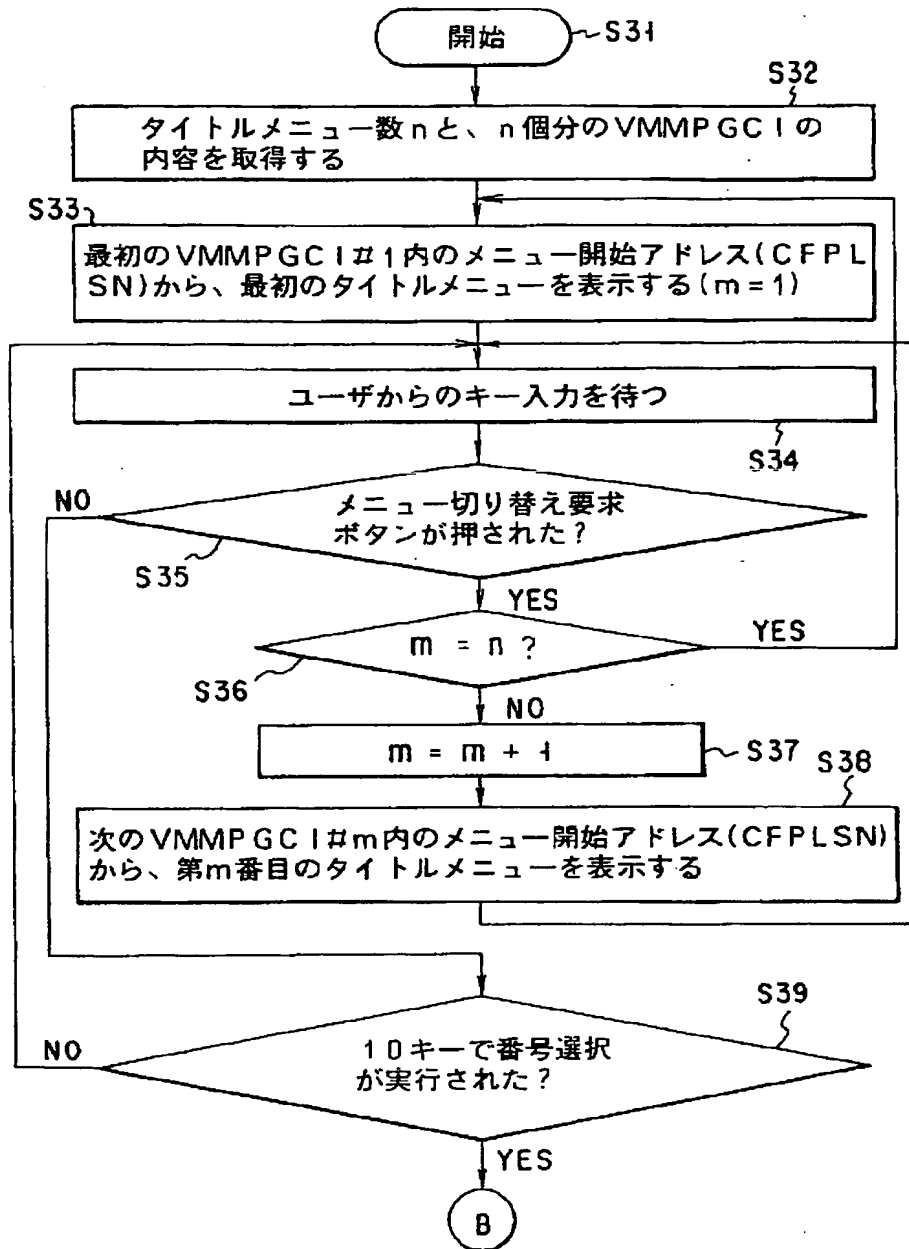 開始
S31
S32
タイトルメニュー数nと、n個分のVMMPGCIの
内容を取得する
S33
最初のVMMPGCI#1内のメニュー開始アドレス(CFPL
SN)から、最初のタイトルメニューを表示する(m=1)
ユーザからのキー入力を待つ
S34
NO
メニュー切り替え要求
ボタンが押された?
S35
YES
m = n ?
YES
S36
NO
m = m + 1
S37
S38
次のVMMPGCI#m内のメニュー開始アドレス(CFPLSN)
から、第m番目のタイトルメニューを表示する
S39
NO
10キーで番号選択
が実行された?
YES
B